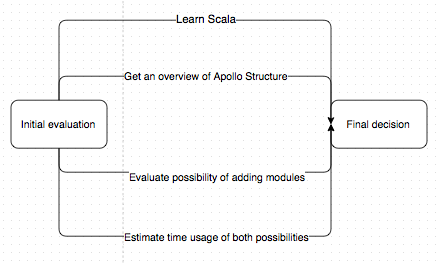 Learn Scala
Get an overview of Apollo Structure
Initial evaluation
Final decision
Evaluate possibility of adding modules
Estimate time usage of both possibilities